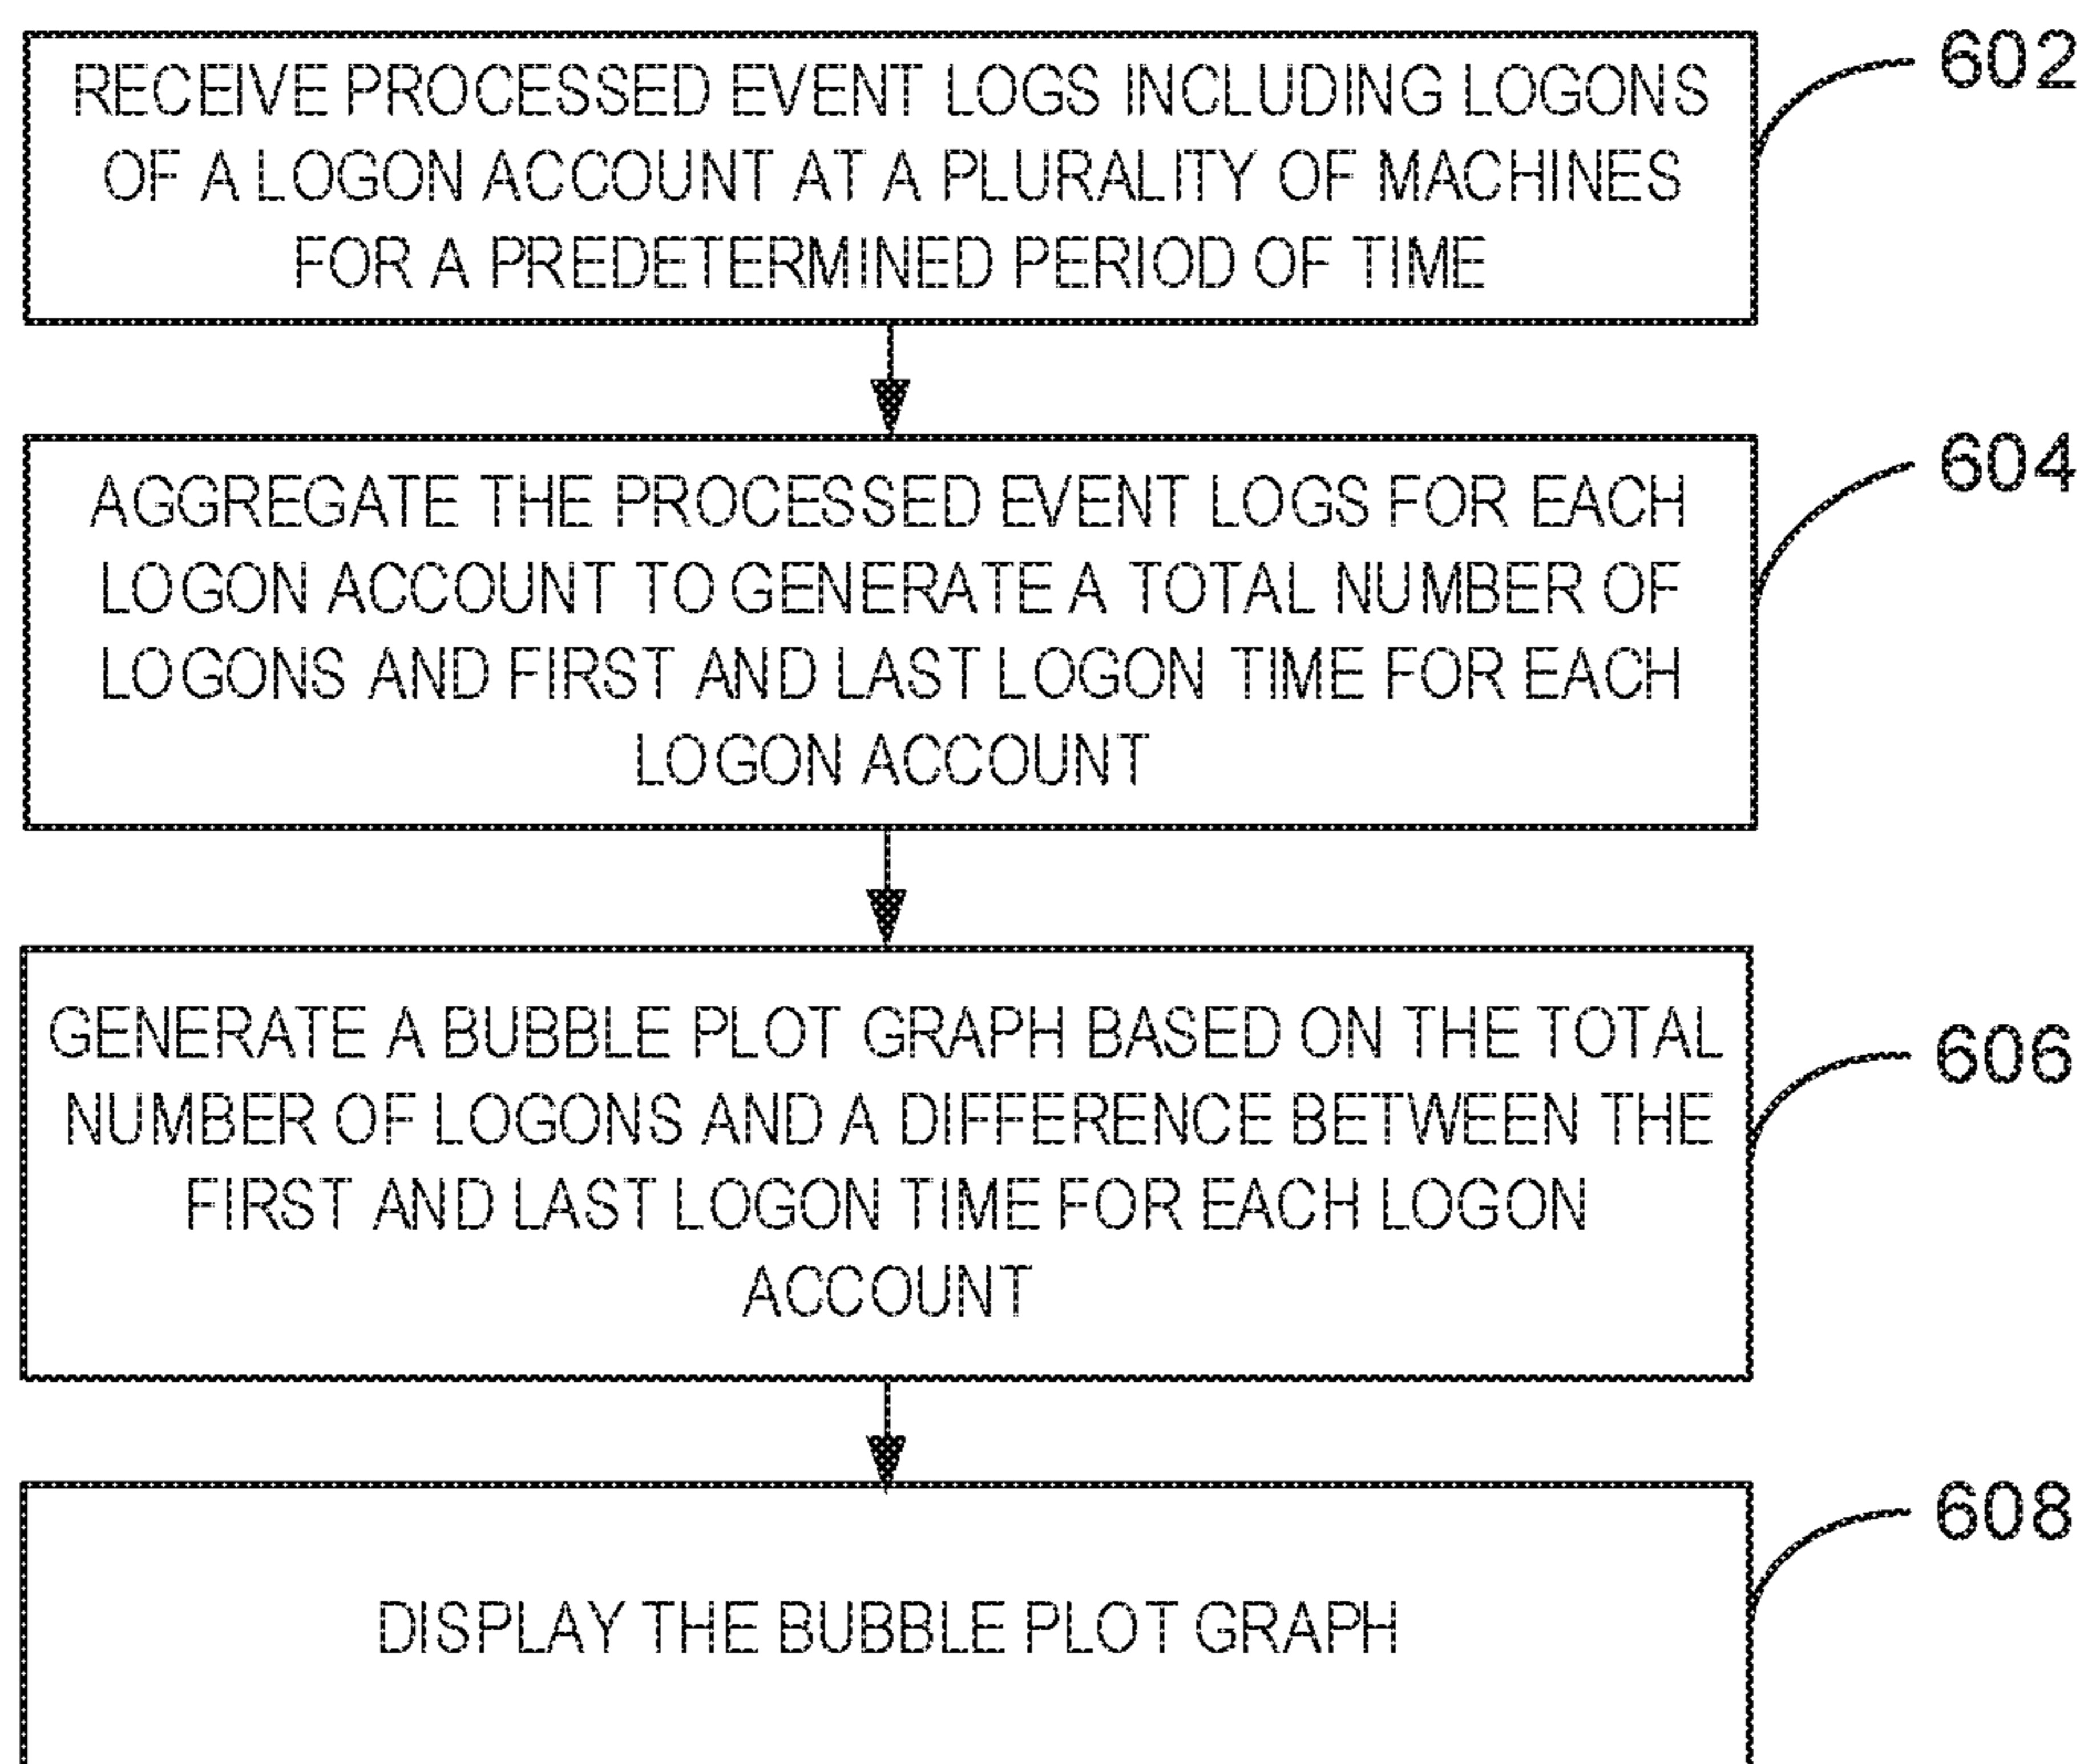 RECEIVE PROCESSED EVENT LOGS INCLUDING LOGONS
OF A LOGON ACCOUNT AT A PLURALITY OF MACHINES
FOR A PREDETERMINED PERIOD OF TIME
602
AGGREGATE THE PROCESSED EVENT LOGS FOR EACH
LOGON ACCOUNT TO GENERATE A TOTAL NUMBER OF
LOGONS AND FIRST AND LAST LOGON TIME FOR EACH
LOGON ACCOUNT
604
GENERATE A BUBBLE PLOT GRAPH BASED ON THE TOTAL
NUMBER OF LOGONS AND A DIFFERENCE BETWEEN THE
FIRST AND LAST LOGON TIME FOR EACH LOGON
ACCOUNT
606
DISPLAY THE BUBBLE PLOT GRAPH
608